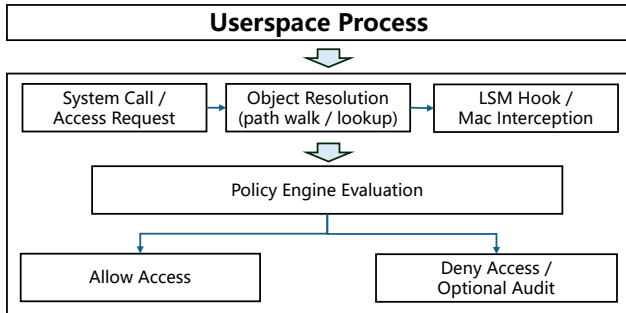 Userspace Process
System Call /
Access Request
Object Resolution
(path walk / lookup)
LSM Hook /
Mac Interception
Policy Engine Evaluation
Allow Access
Deny Access /
Optional Audit